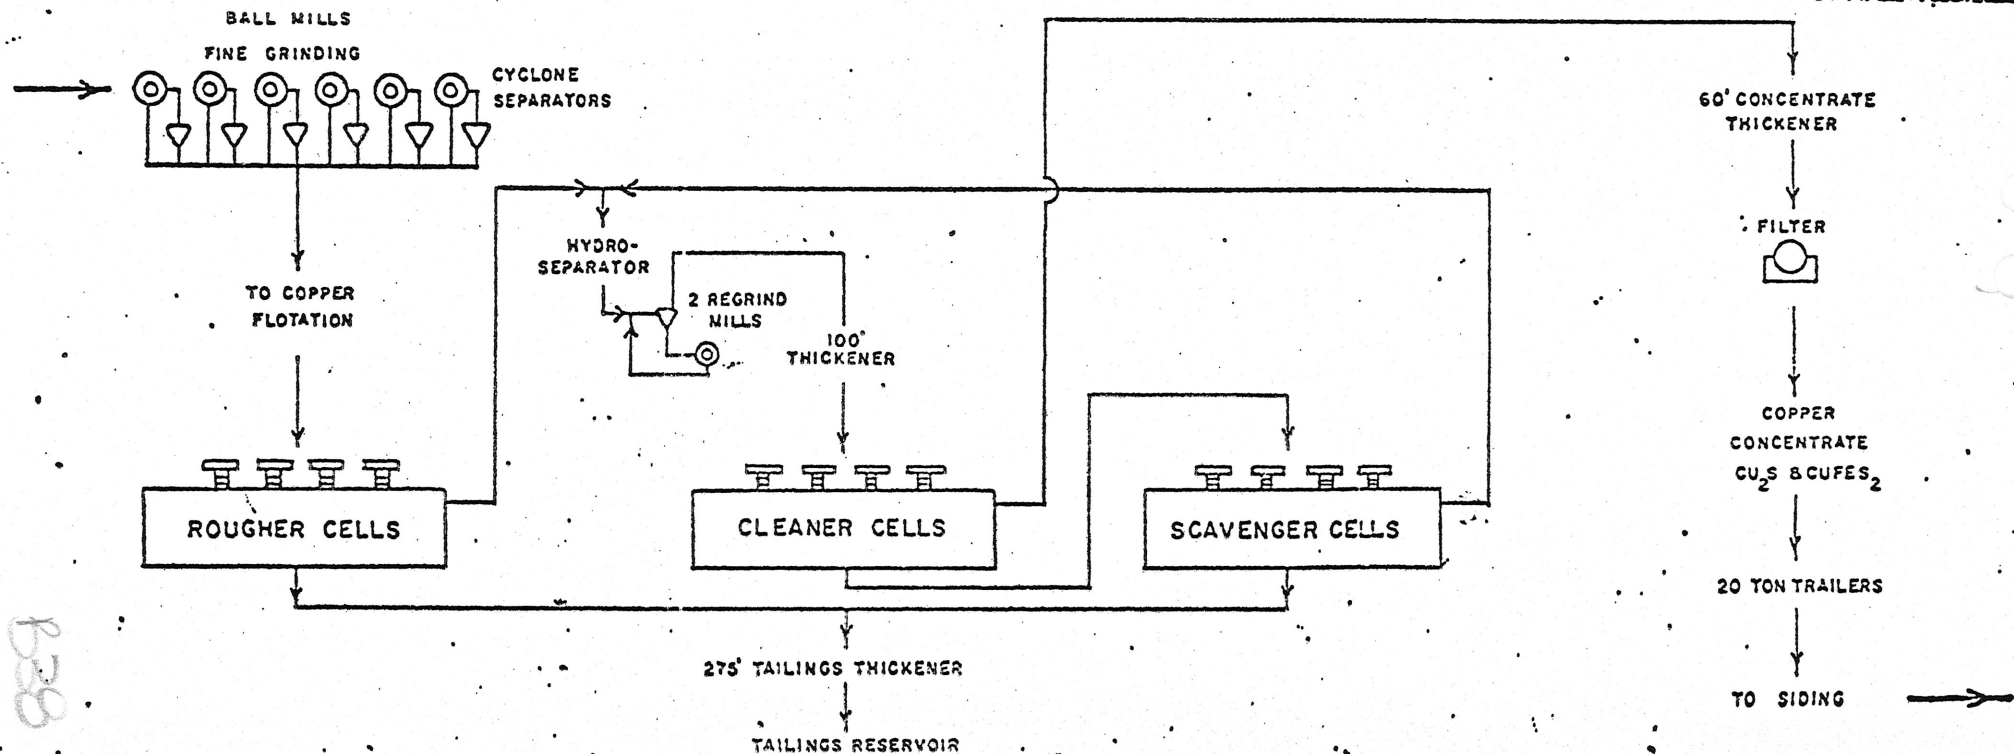 BALL MILLS
FINE GRINDING
CYCLONE
SEPARATORS
TO COPPER
FLOTATION
HYDRO-
SEPARATOR
2 REGRIND
MILLS
100'
THICKENER
ROUGHER CELLS
CLEANER CELLS
SCAVENGER CELLS
275' TAILINGS THICKENER
TAILINGS RESERVOIR
60' CONCENTRATE
THICKENER
FILTER
COPPER
CONCENTRATE
CU2S & CUFES2
20 TON TRAILERS
TO SIDING